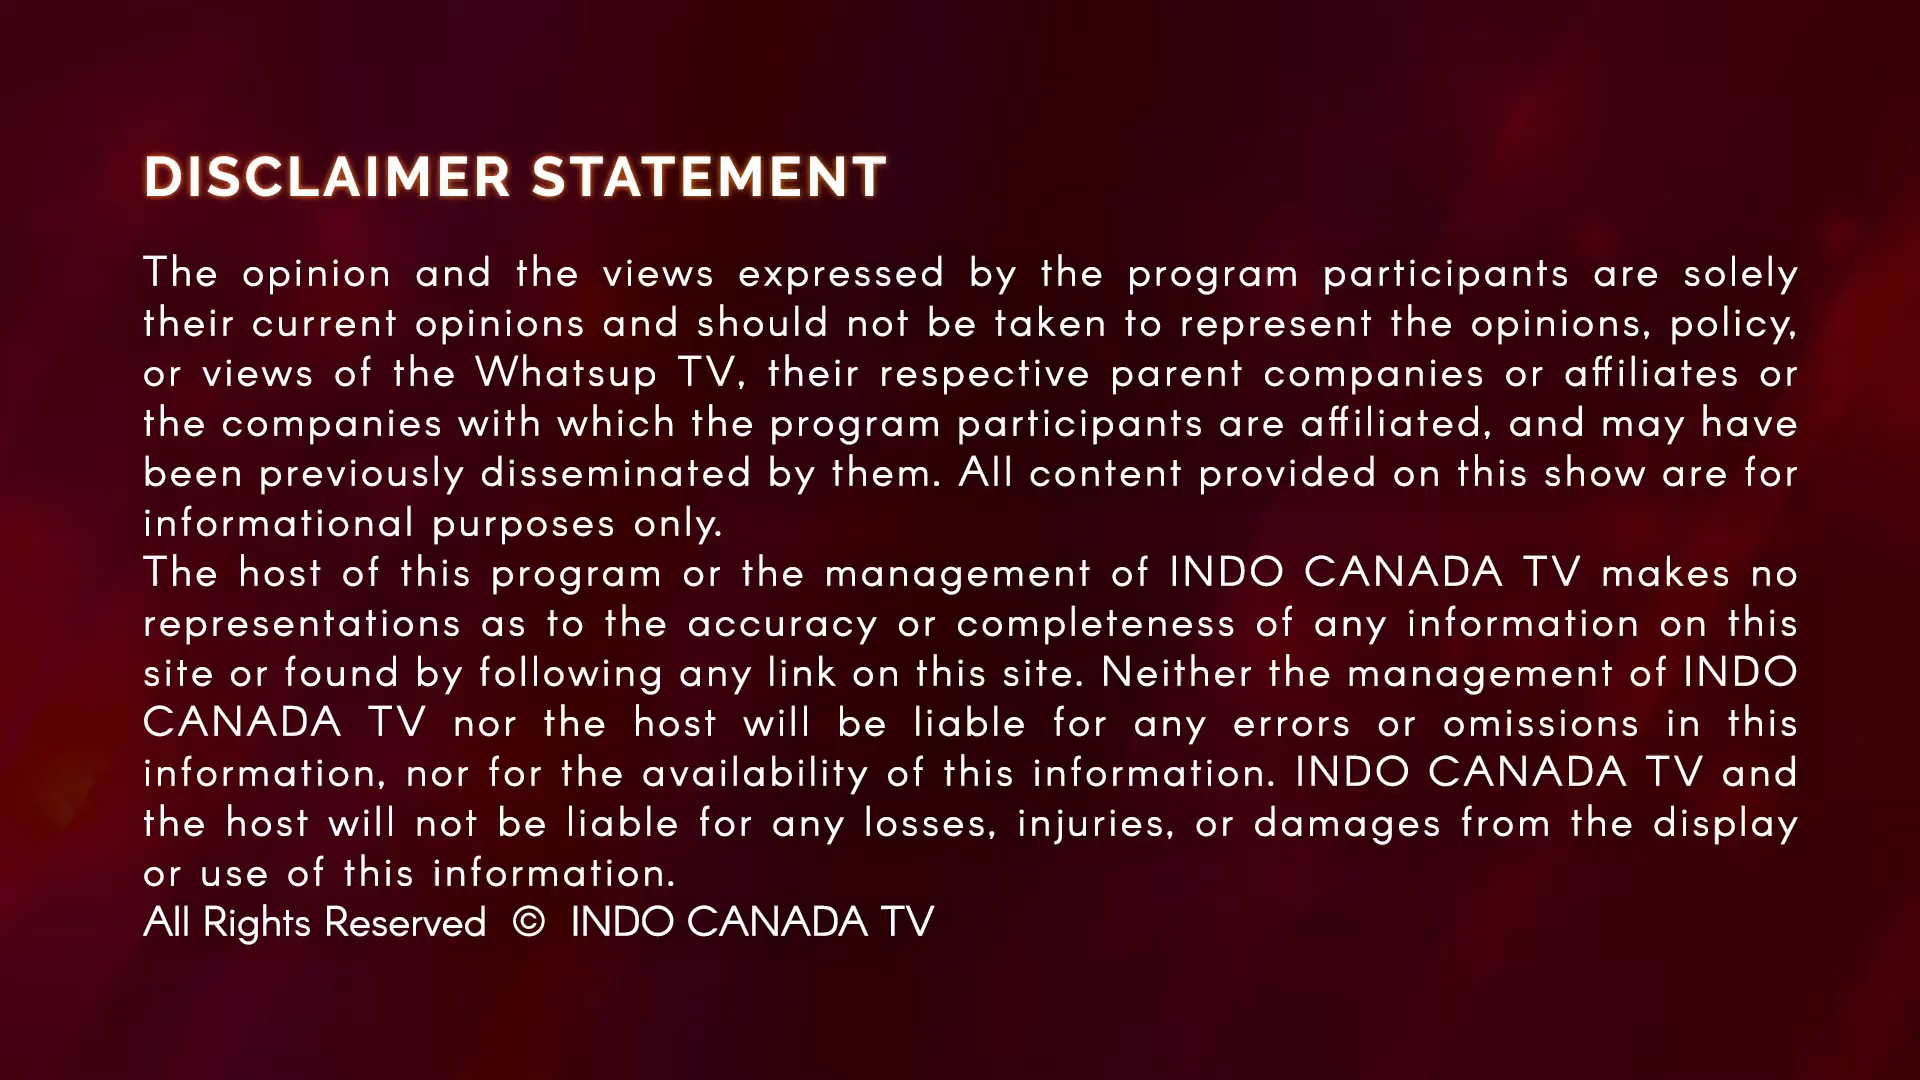 DISCLAIMER STATEMENT
The opinion and the views expressed by the program participants are solely
their current opinions and should not be taken to represent the opinions, policy,
or views of the Whatsup TV, their respective parent companies or affiliates or
the companies with which the program participants are affiliated, and may have
been previously disseminated by them. All content provided on this show are for
informational purposes only.
The host of this program or the management of INDO CANADA TV makes no
representations as to the accuracy or completeness of any information on this
site or found by following any link on this site. Neither the management of INDO
CANADA TV nor the host will be liable for any errors or omissions in this
information, nor for the availability of this information. INDO CANADA TV and
the host will not be liable for any losses, injuries, or damages from the display
or use of this information.
All Rights Reserved © INDO CANADA TV